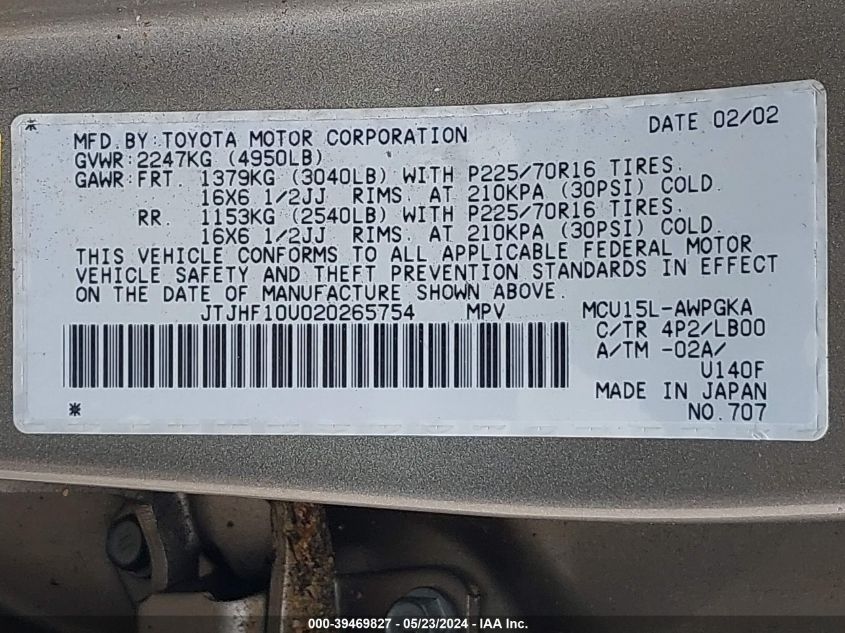 MFD. BY: TOYOTA MOTOR CORPORATION DATE 02/02
GVWR: 2247KG (4950LB)
GAWR: FRT. 1379KG (3040LB) WITH P225/70R16 TIRES.
16X6 1/2JJ RIMS. AT 210KPA (30PSI) COLD.
RR. 1153KG (2540LB) WITH P225/70R16 TIRES.
16X6 1/2JJ RIMS. AT 210KPA (30PSI) COLD.
THIS VEHICLE CONFORMS TO ALL APPLICABLE FEDERAL MOTOR
VEHICLE SAFETY AND THEFT PREVENTION STANDARDS IN EFFECT
ON THE DATE OF MANUFACTURE SHOWN ABOVE.
JTJHF10U020265754 MPV MCU15L-AWPGKA
C/TR 4P2/LB00
A/TM -02A/
U140F
MADE IN JAPAN
NO. 707
000-39469827 / 05/23/2024 - IAA Inc.